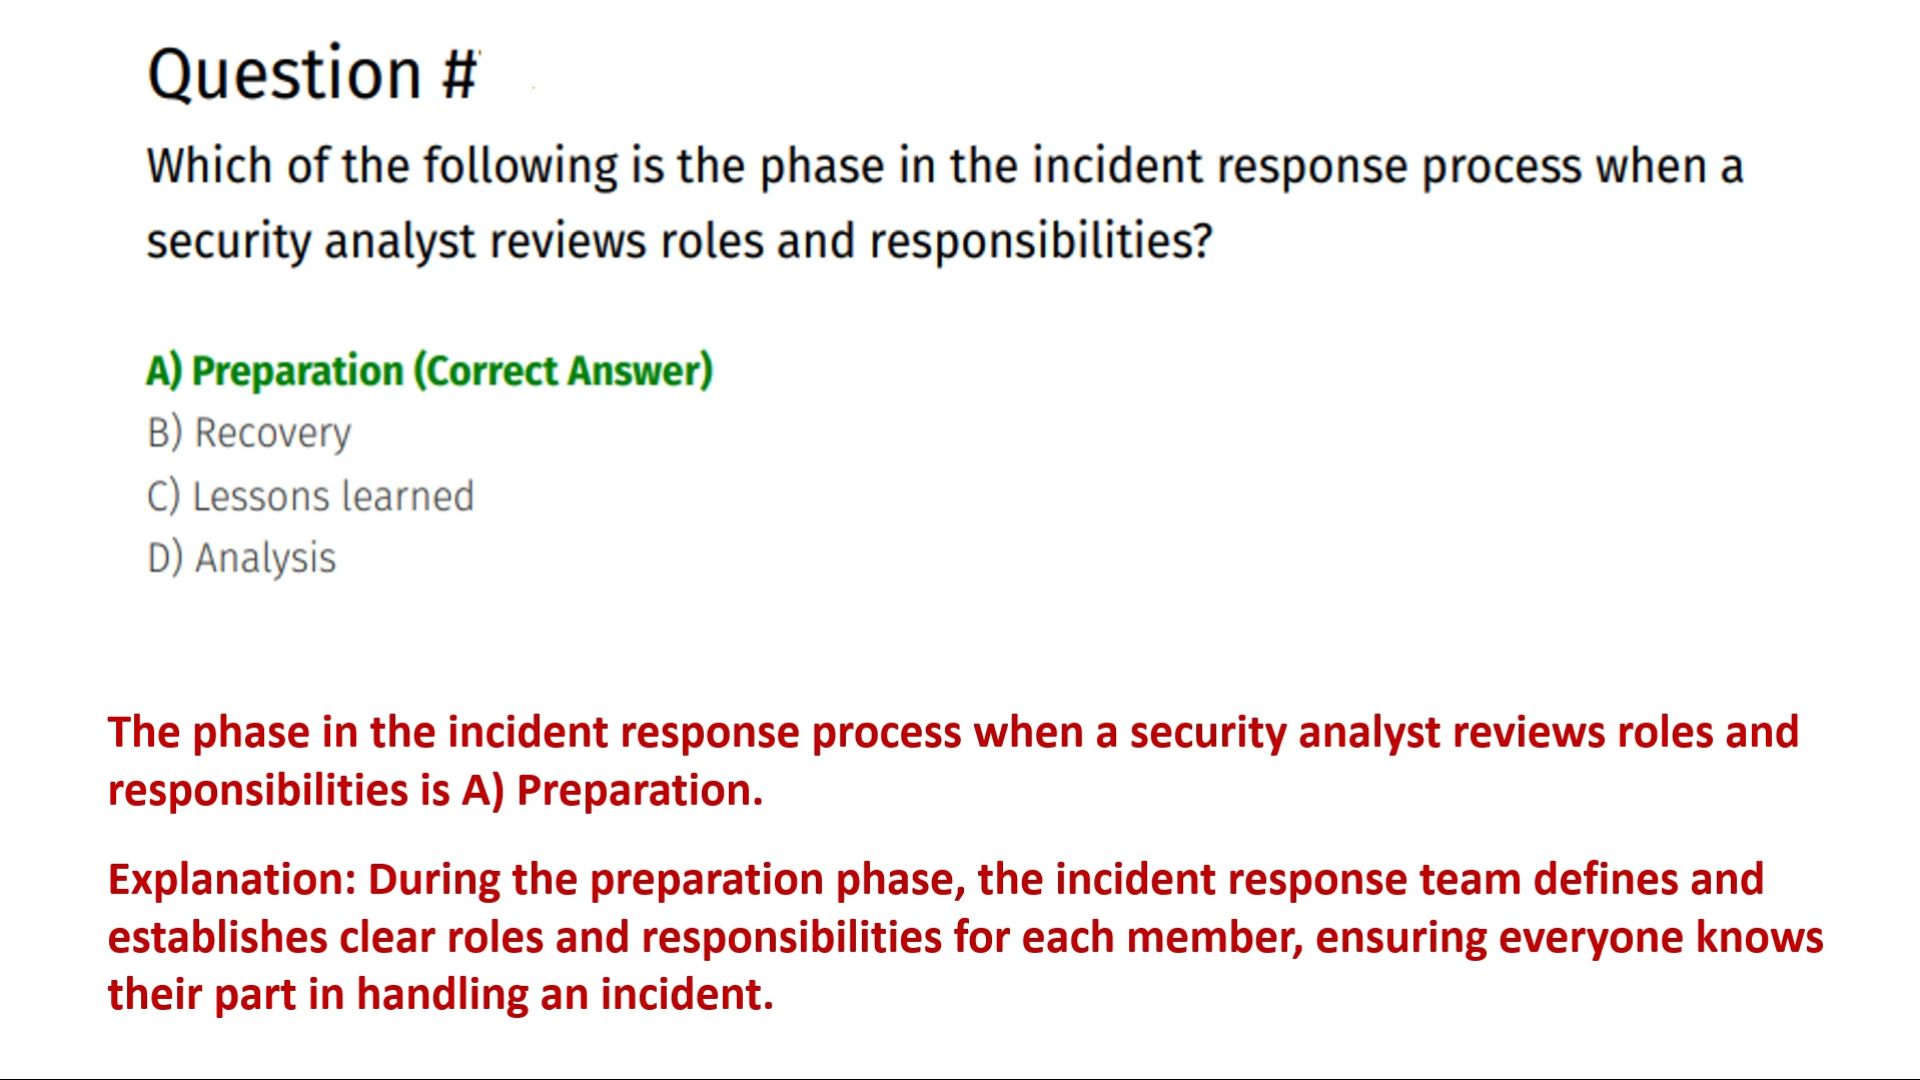 Question #
Which of the following is the phase in the incident response process when a
security analyst reviews roles and responsibilities?
A) Preparation (Correct Answer)
B) Recovery
C) Lessons learned
D) Analysis
The phase in the incident response process when a security analyst reviews roles and
responsibilities is A) Preparation.
Explanation: During the preparation phase, the incident response team defines and
establishes clear roles and responsibilities for each member, ensuring everyone knows
their part in handling an incident.